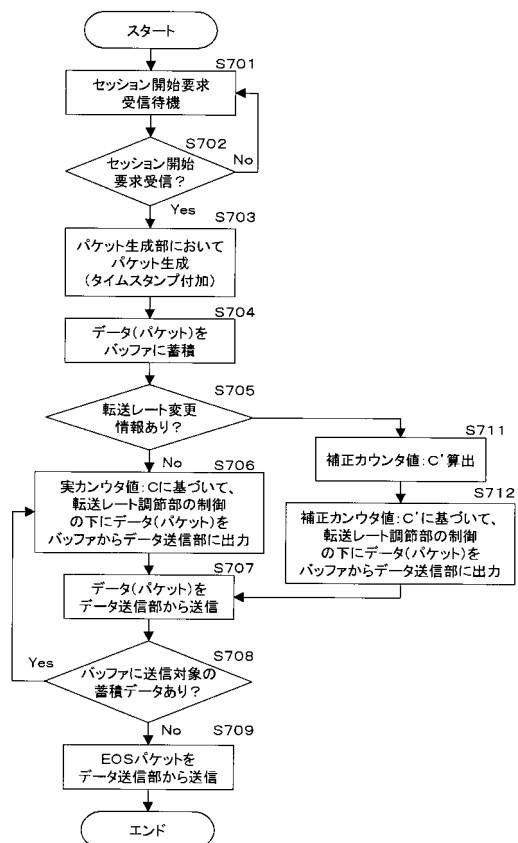 スタート
S701
セッション開始要求
受信待機
S702
セッション開始
要求受信?
No
Yes
S703
パケット生成部において
パケット生成
(タイムスタンプ付加)
S704
データ(パケット)を
バッファに蓄積
S705
転送レート変更
情報あり?
No
S706
実カンウタ値:Cに基づいて、
転送レート調節部の制御
の下にデータ(パケット)を
バッファからデータ送信部に出力
S711
補正カウンタ値:C'算出
S712
補正カンウタ値:C'に基づいて、
転送レート調節部の制御
の下にデータ(パケット)を
バッファからデータ送信部に出力
S707
データ(パケット)を
データ送信部から送信
S708
Yes
バッファに送信対象の
蓄積データあり?
No
S709
EOSパケットを
データ送信部から送信
エンド